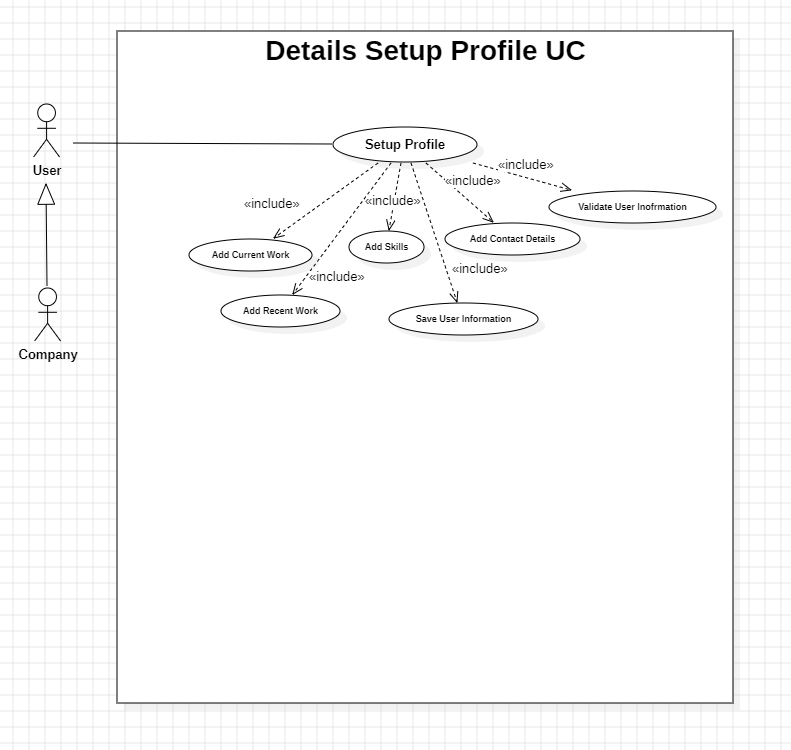 Details Setup Profile UC
User
Setup Profile
«include»
«include»
«include»
«include»
Validate User Inofrmation
Add Contact Details
Add Skills
Add Current Work
«include»
«include»
Add Recent Work
Save User Information
Company